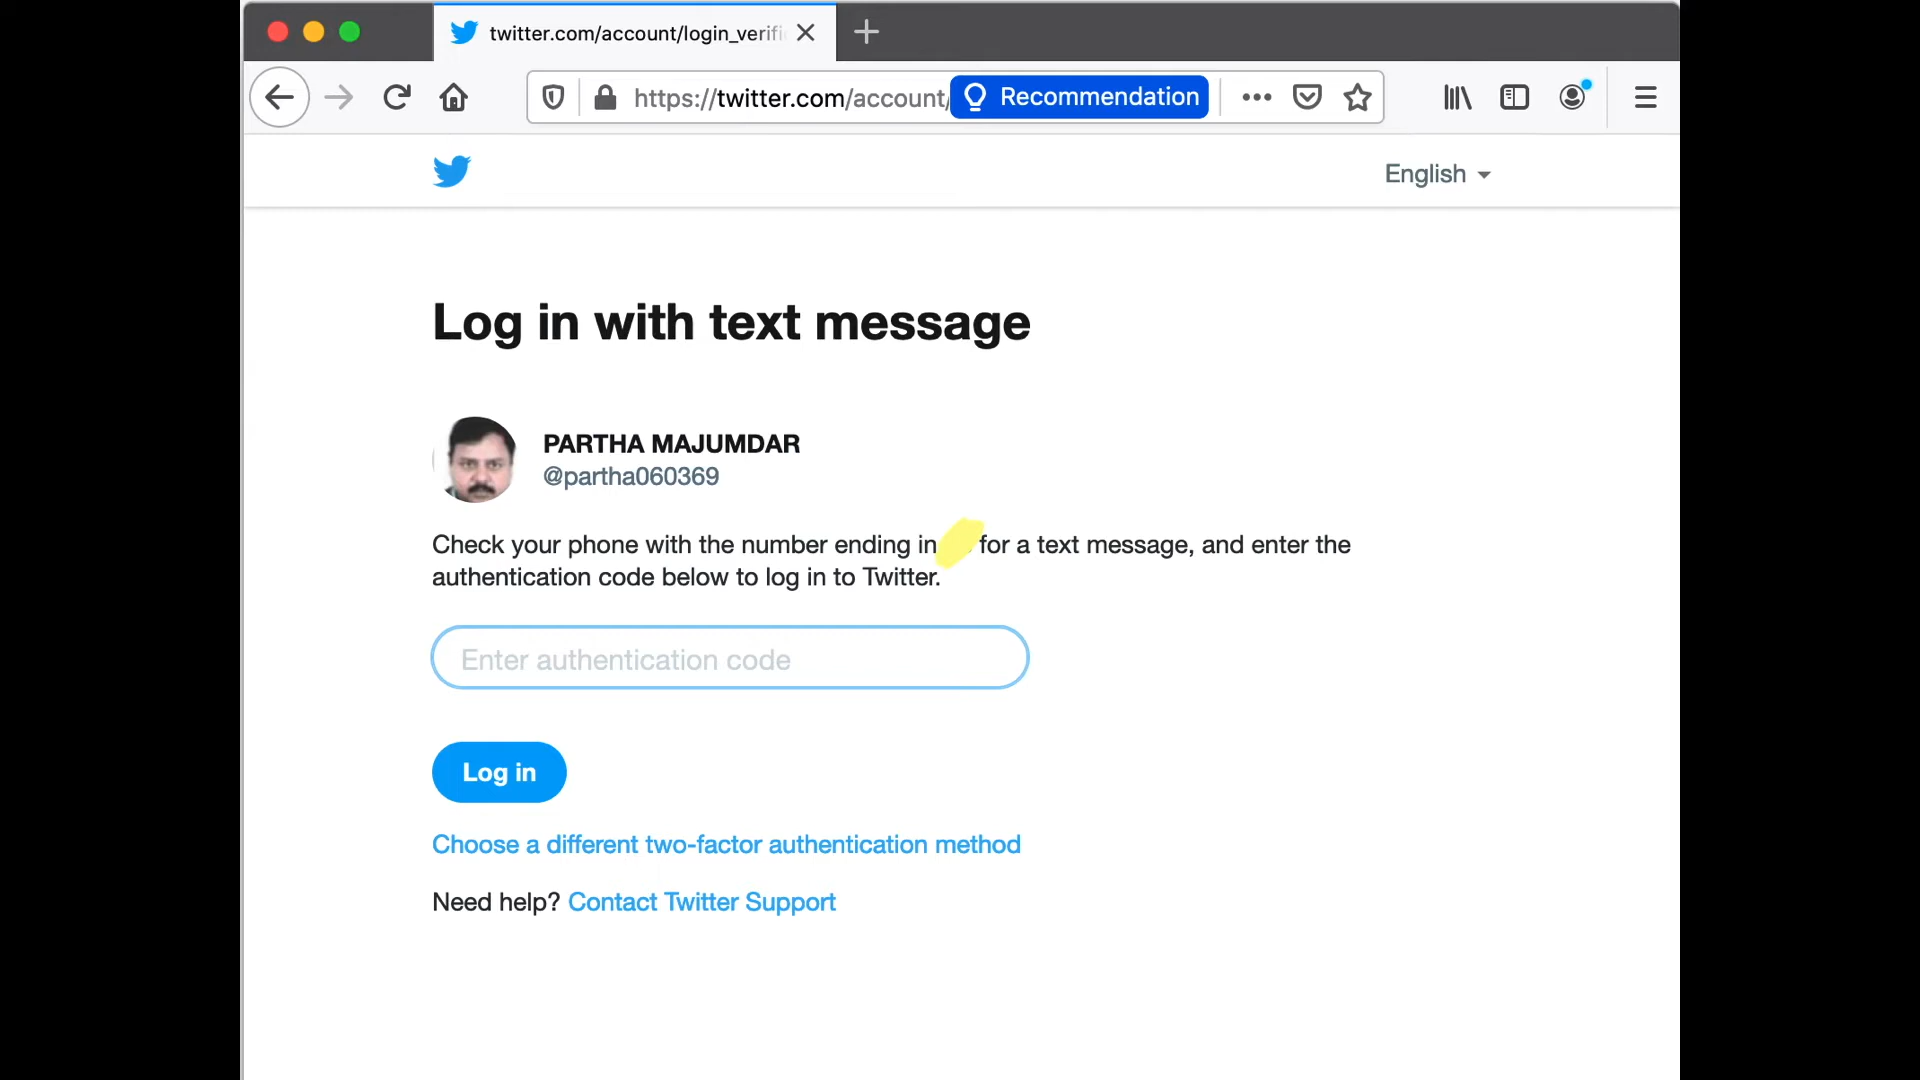 twitter.com/account/login_verifi
https://twitter.com/account/
Recommendation
English
Log in with text message
PARTHA MAJUMDAR
@partha060369
Check your phone with the number ending in for a text message, and enter the
authentication code below to log in to Twitter.
Enter authentication code
Log in
Choose a different two-factor authentication method
Need help? Contact Twitter Support